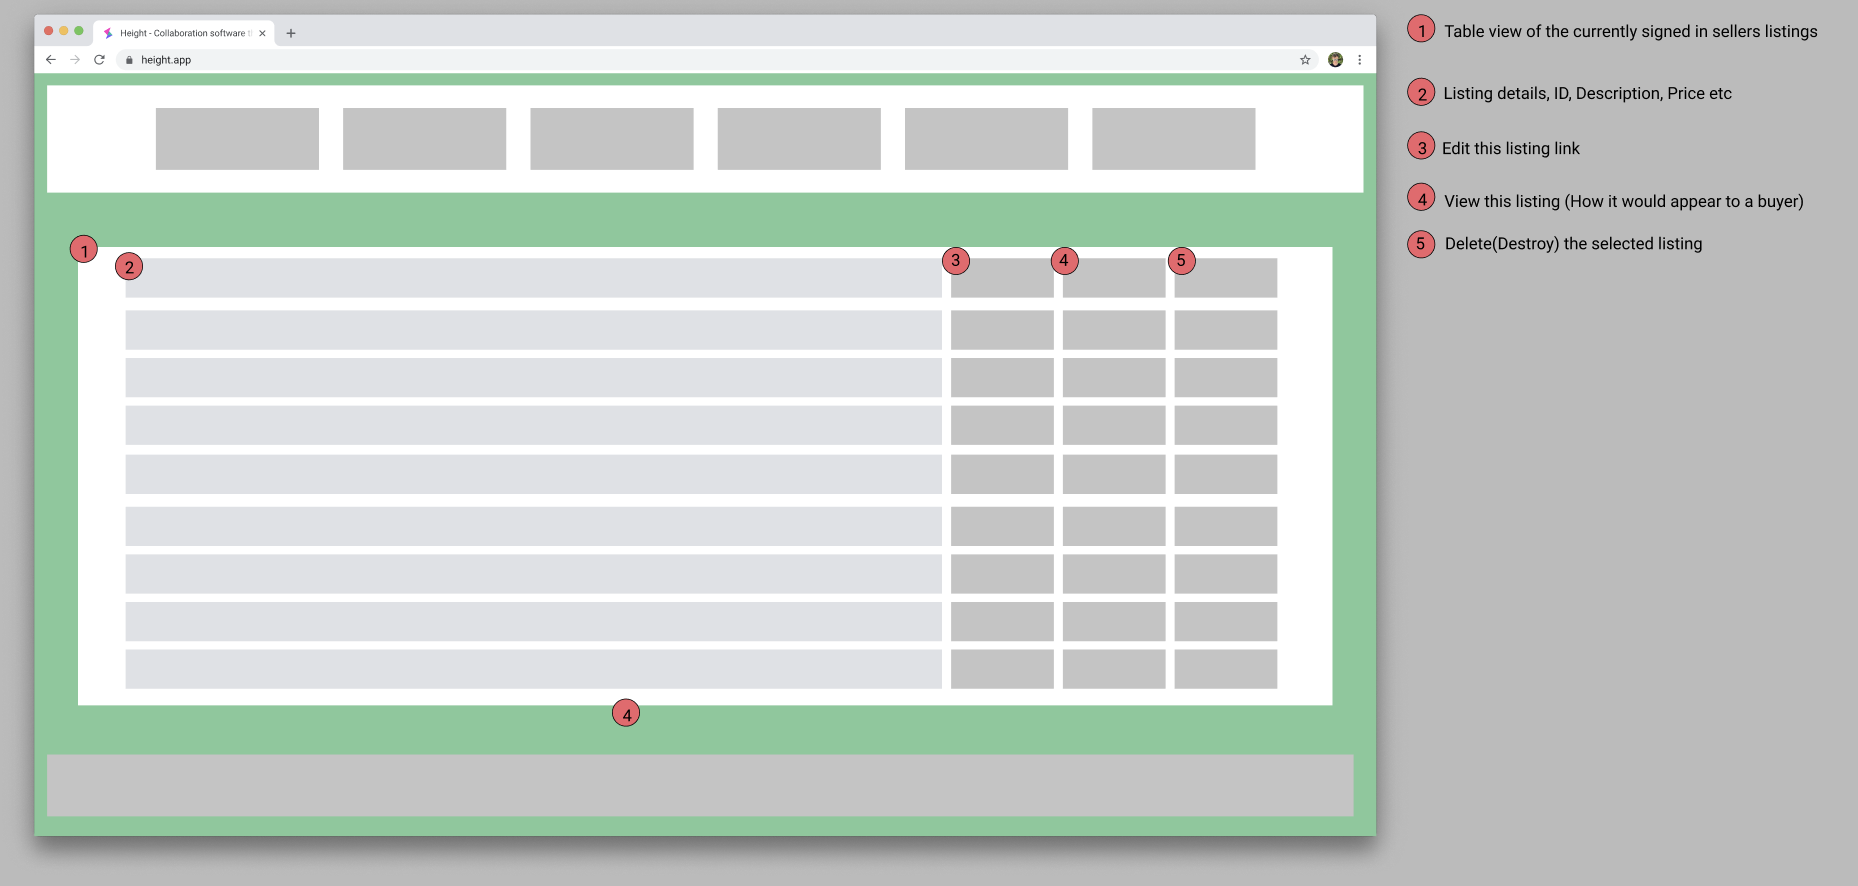 Height - Collaboration software t
height.app
1 Table view of the currently signed in sellers listings
2 Listing details, ID, Description, Price etc
3 Edit this listing link
4 View this listing (How it would appear to a buyer)
5 Delete(Destroy) the selected listing
1
2
3
4
5
4